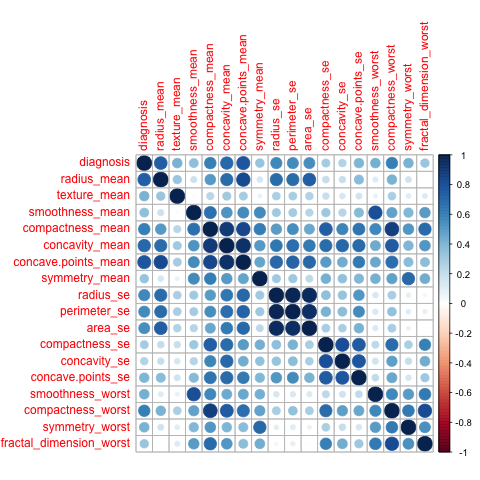 diagnosis
radius_mean
texture_mean
smoothness_mean
compactness_mean
concavity_mean
concave.points_mean
symmetry_mean
radius_se
perimeter_se
area_se
compactness_se
concavity_se
concave.points_se
smoothness_worst
compactness_worst
symmetry_worst
fractal_dimension_worst
diagnosis
radius_mean
texture_mean
smoothness_mean
compactness_mean
concavity_mean
concave.points_mean
symmetry_mean
radius_se
perimeter_se
area_se
compactness_se
concavity_se
concave.points_se
smoothness_worst
compactness_worst
symmetry_worst
fractal_dimension_worst
1
0.8
0.6
0.4
0.2
0
-0.2
-0.4
-0.6
-0.8
-1